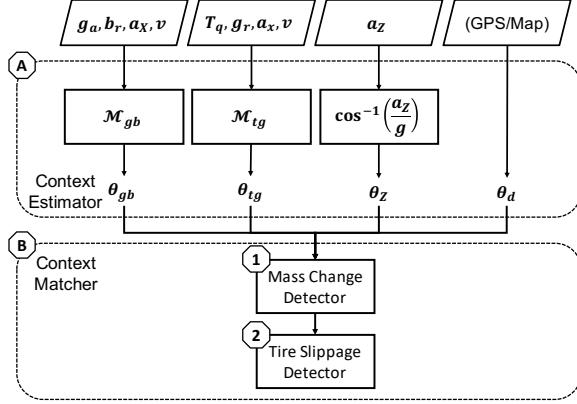 g_a, b_r, a_X, v
T_q, g_r, a_x, v
a_Z
(GPS/Map)
A
ℳ_gb
ℳ_tg
cos⁻¹(a_Z/g)
Context
Estimator
θ_gb
θ_tg
θ_Z
θ_d
B
Context
Matcher
1
Mass Change
Detector
2
Tire Slippage
Detector